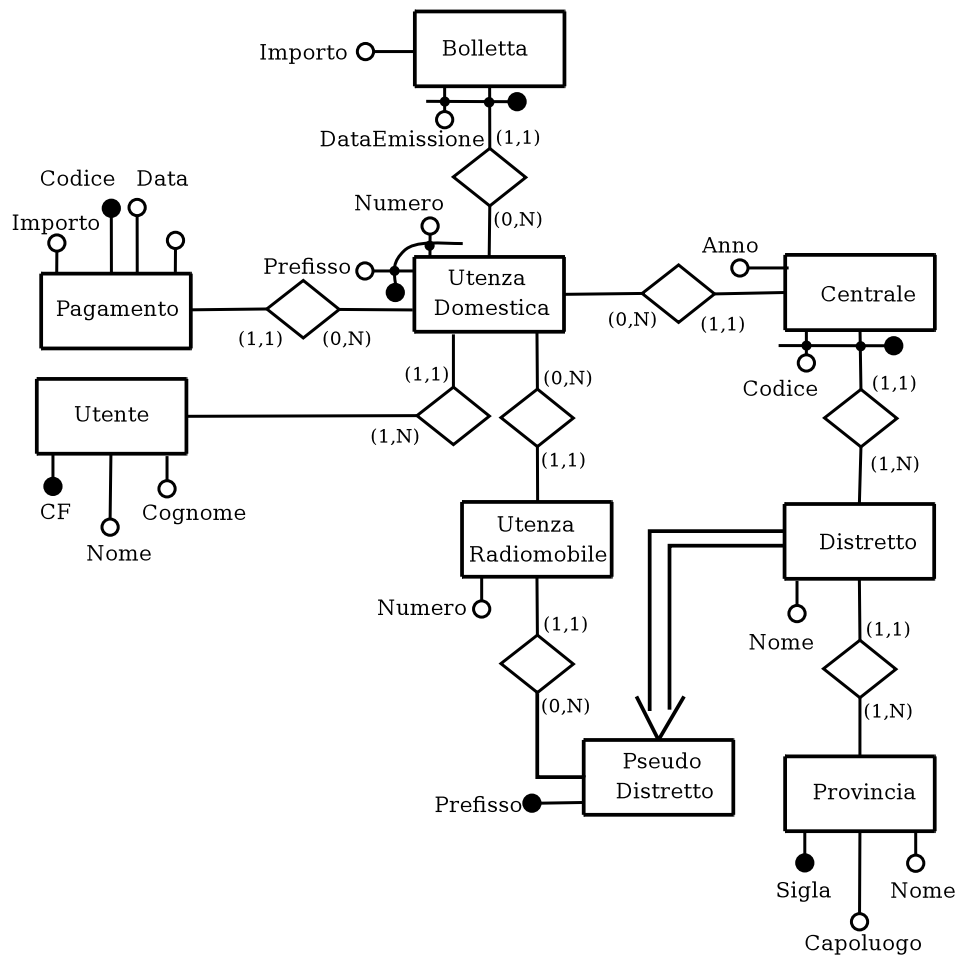 Bolletta
Importo
DataEmissione
(1,1)
Codice
Data
Numero
(0,N)
Importo
Anno
Prefisso
Utenza
Domestica
Pagamento
Centrale
(1,1)
(0,N)
(0,N)
(1,1)
(1,1)
(0,N)
Codice
(1,1)
Utente
(1,N)
(1,1)
(1,N)
CF
Cognome
Nome
Utenza
Radiomobile
Distretto
Numero
(1,1)
Nome
(1,1)
(0,N)
(1,N)
Pseudo
Distretto
Prefisso
Provincia
Sigla
Nome
Capoluogo